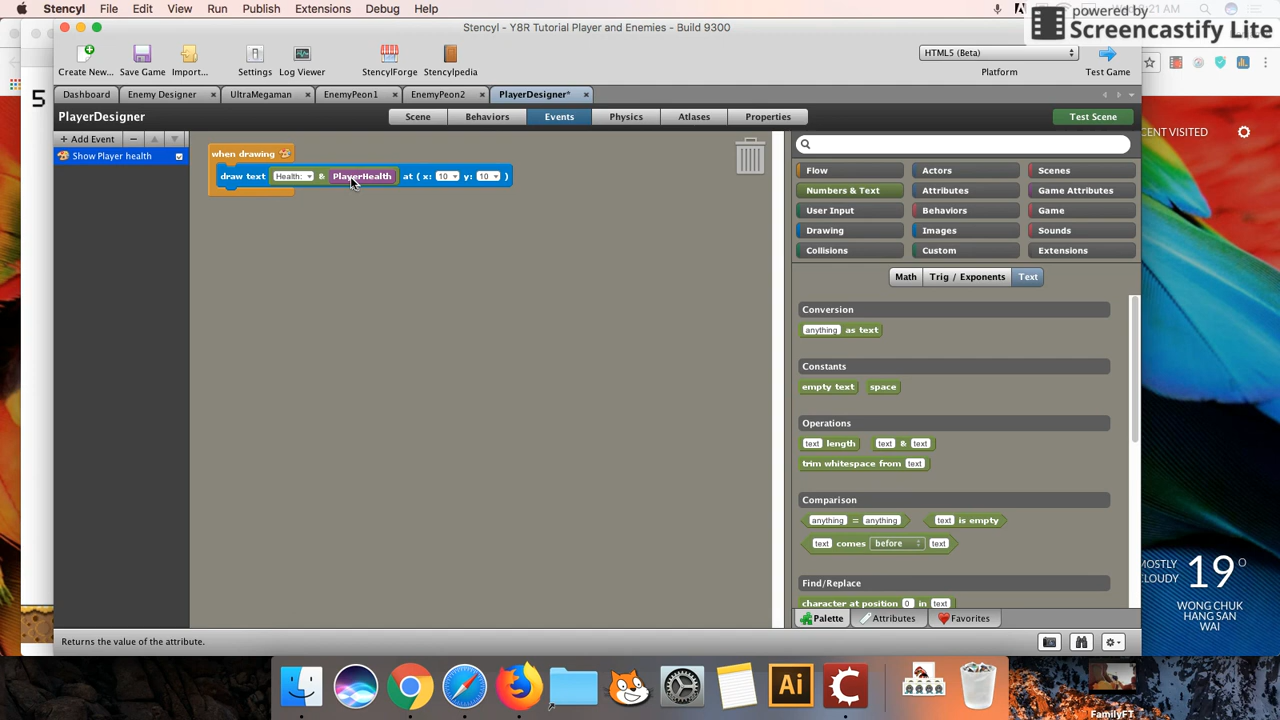 Stencyl File Edit View Run Publish Extensions Debug Help :21 AM
powered by
Screencastify Lite
Stencyl - Y8R Tutorial Player and Enemies - Build 9300
Create New... Save Game Import... Settings Log Viewer StencylForge Stencylpedia
HTML5 (Beta)
Platform
Test Game
Dashboard Enemy Designer UltraMegaman EnemyPeon1 EnemyPeon2 PlayerDesigner*
PlayerDesigner Scene Behaviors Events Physics Atlases Properties Test Scene
5
CENT VISITED
+ Add Event
Show Player health
when drawing
draw text Health: & PlayerHealth at ( x: 10 y: 10 )
Flow Actors Scenes
Numbers & Text Attributes Game Attributes
User Input Behaviors Game
Drawing Images Sounds
Collisions Custom Extensions
Math Trig / Exponents Text
Conversion
anything as text
Constants
empty text space
Operations
text length text & text
trim whitespace from text
Comparison
anything = anything text is empty
text comes before text
Find/Replace
character at position 0 in text
Palette Attributes Favorites
MOSTLY
CLOUDY
19°
WONG CHUK
HANG SAN
WAI
Returns the value of the attribute.
Ai
FamilyFT